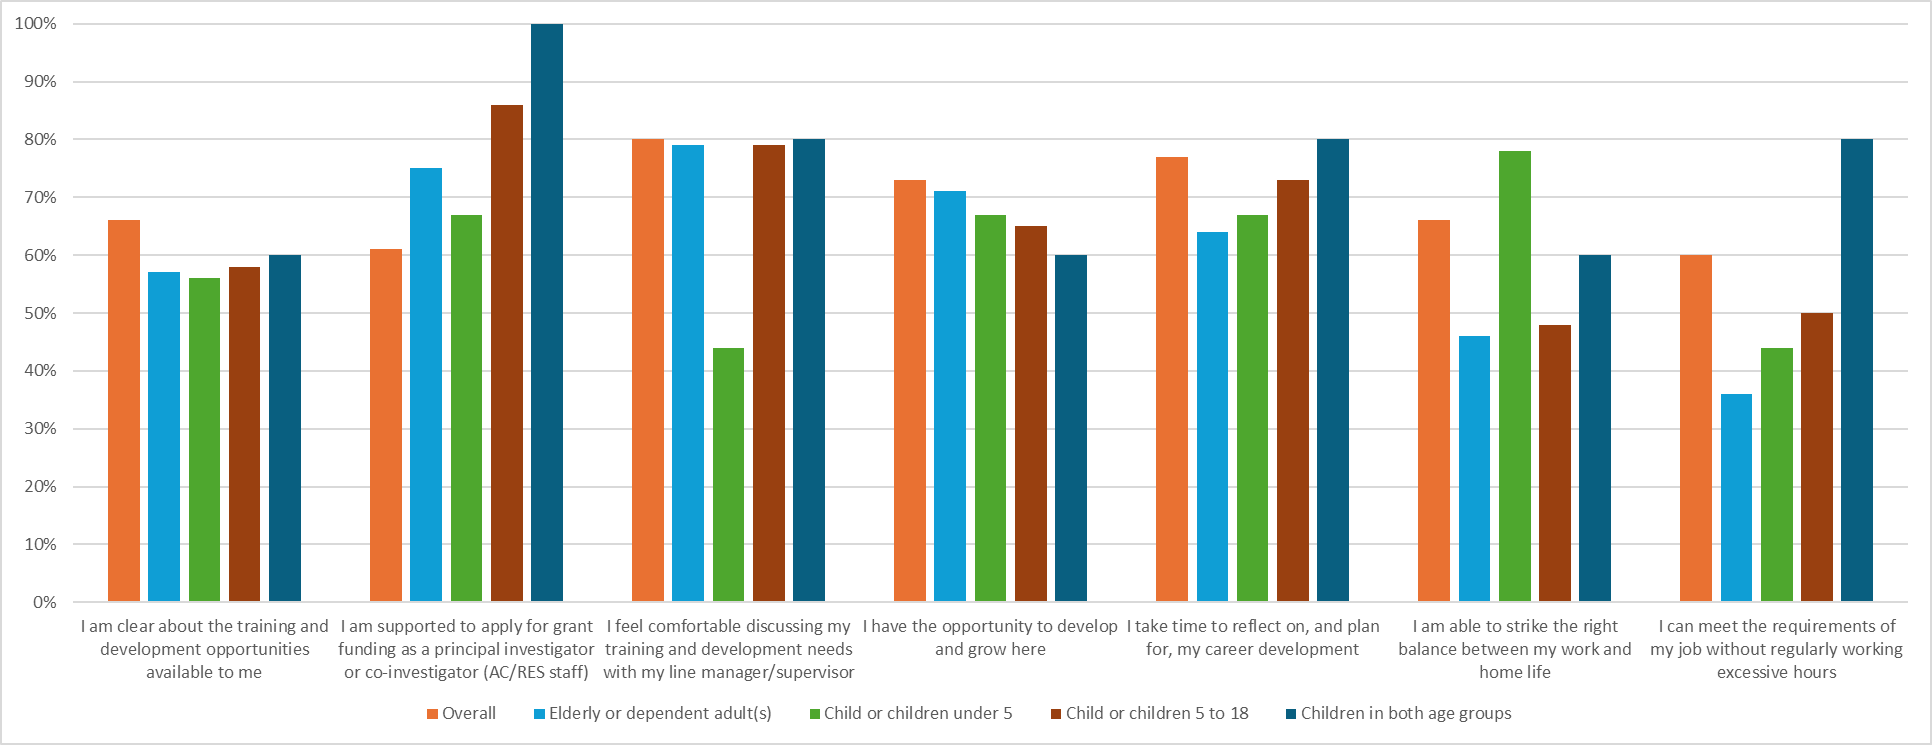 100%
90%
80%
70%
60%
50%
40%
30%
20%
10%
0%
I am clear about the training and
development opportunities
available to me
I am supported to apply for grant
funding as a principal investigator
or co-investigator (AC/RES staff)
I feel comfortable discussing my
training and development needs
with my line manager/supervisor
I have the opportunity to develop
and grow here
I take time to reflect on, and plan
for, my career development
I am able to strike the right
balance between my work and
home life
I can meet the requirements of
my job without regularly working
excessive hours
Overall
Elderly or dependent adult(s)
Child or children under 5
Child or children 5 to 18
Children in both age groups